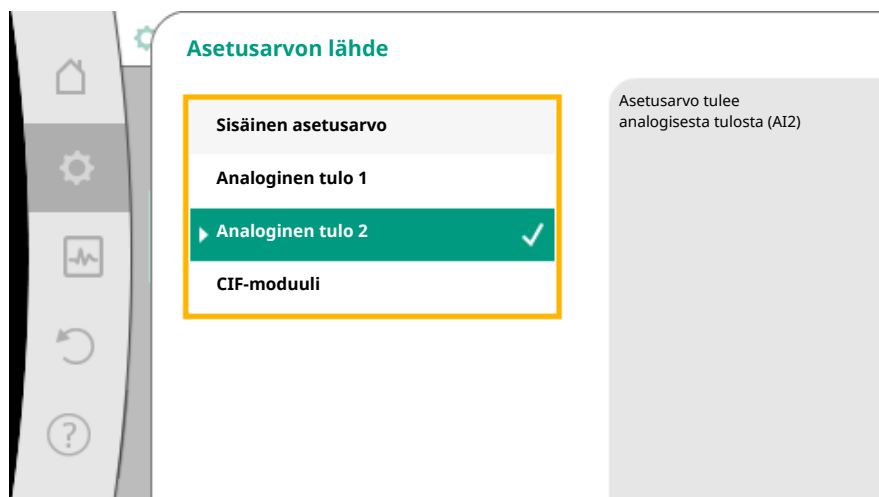 Asetusarvon lähde
Sisäinen asetusarvo
Analoginen tulo 1
Analoginen tulo 2
CIF-moduuli
Asetusarvo tulee
analogisesta tulosta (AI2)